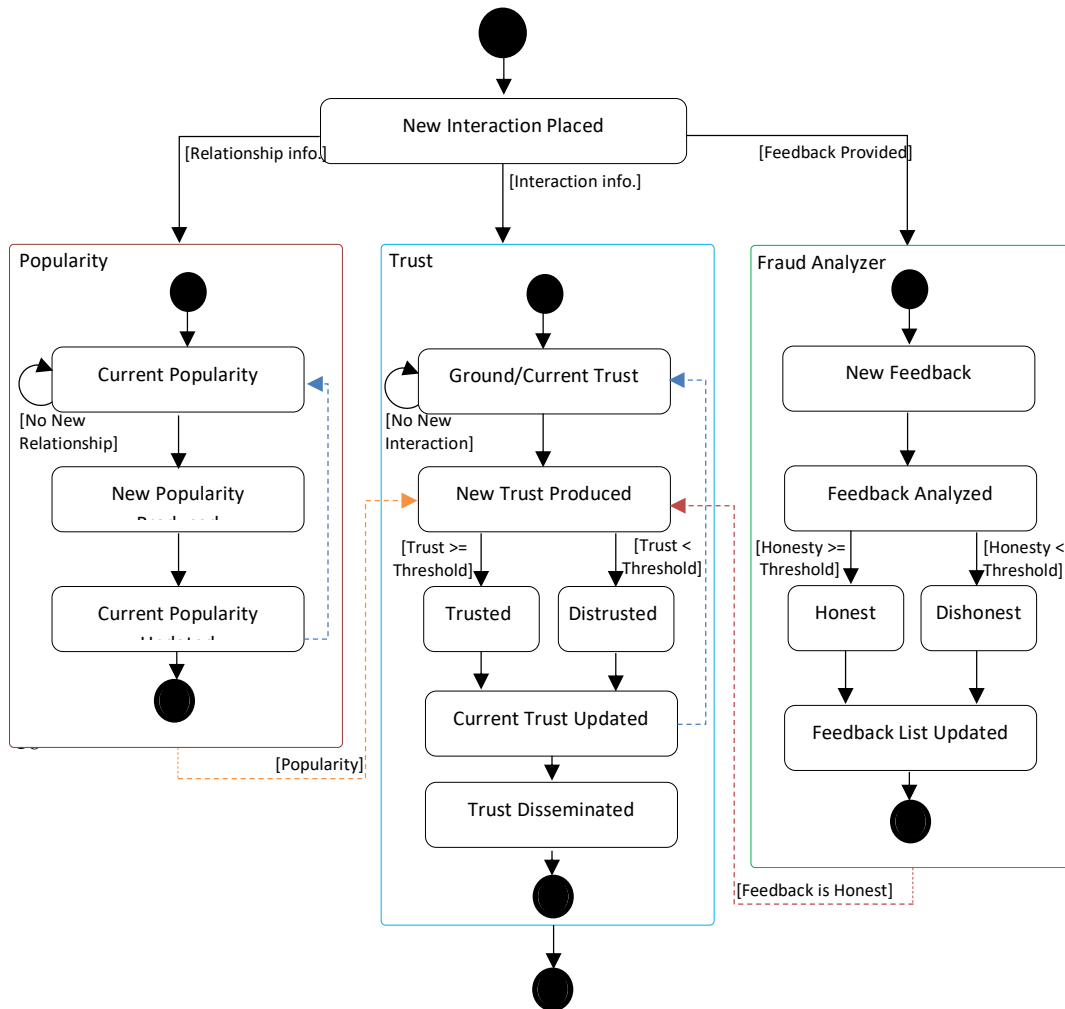 New Interaction Placed
[Relationship info.]
[Interaction info.]
[Feedback Provided]
Popularity
Current Popularity
[No New
Relationship]
New Popularity
Current Popularity
[Popularity]
Trust
Ground/Current Trust
[No New
Interaction]
New Trust Produced
[Trust >=
Threshold]
[Trust <
Threshold]
Trusted
Distrusted
Current Trust Updated
Trust Disseminated
Fraud Analyzer
New Feedback
Feedback Analyzed
[Honesty >=
Threshold]
[Honesty <
Threshold]
Honest
Dishonest
Feedback List Updated
[Feedback is Honest]